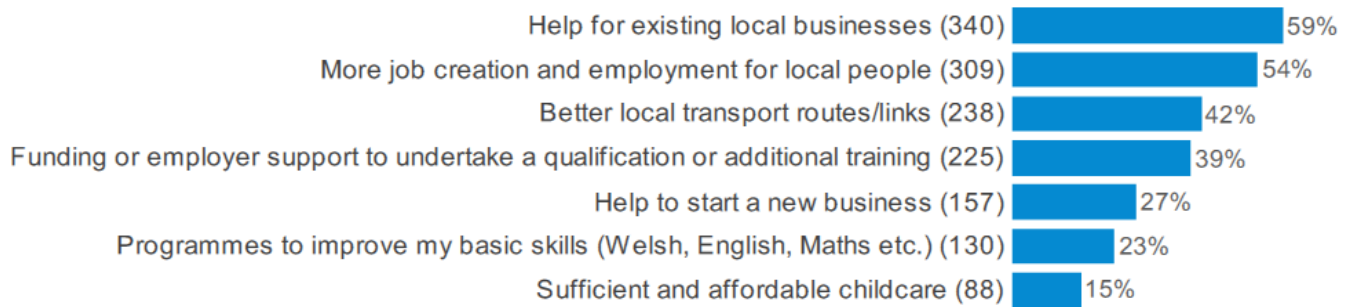 Help for existing local businesses (340) 59%
More job creation and employment for local people (309) 54%
Better local transport routes/links (238) 42%
Funding or employer support to undertake a qualification or additional training (225) 39%
Help to start a new business (157) 27%
Programmes to improve my basic skills (Welsh, English, Maths etc.) (130) 23%
Sufficient and affordable childcare (88) 15%